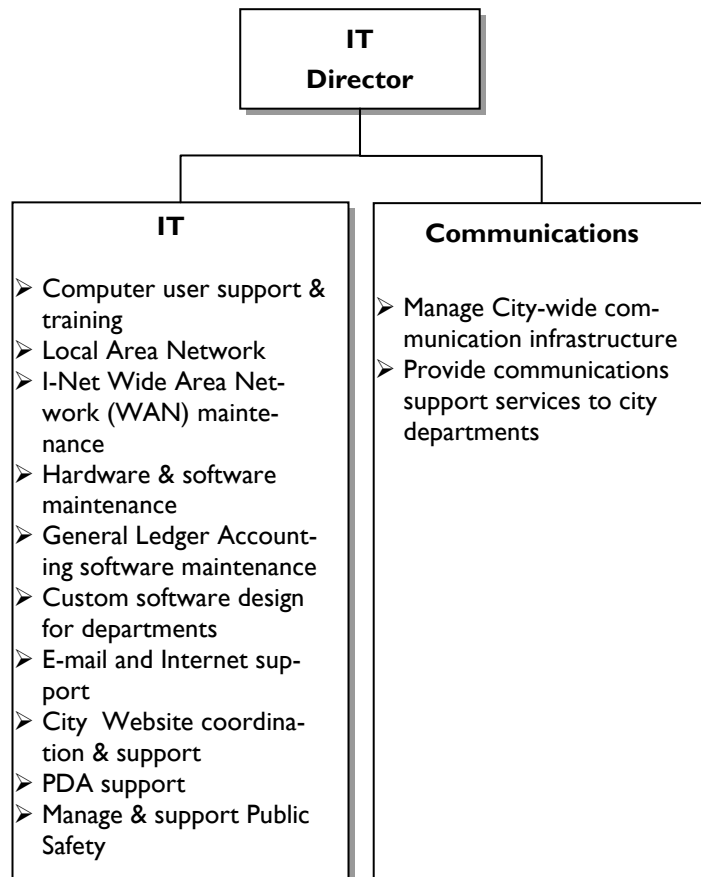 IT
Director
IT
➢ Computer user support &
training
➢ Local Area Network
➢ I-Net Wide Area Net-
work (WAN) mainte-
nance
➢ Hardware & software
maintenance
➢ General Ledger Account-
ing software maintenance
➢ Custom software design
for departments
➢ E-mail and Internet sup-
port
➢ City  Website coordina-
tion & support
➢ PDA support
➢ Manage & support Public
Safety
Communications
➢ Manage City-wide com-
munication infrastructure
➢ Provide communications
support services to city
departments